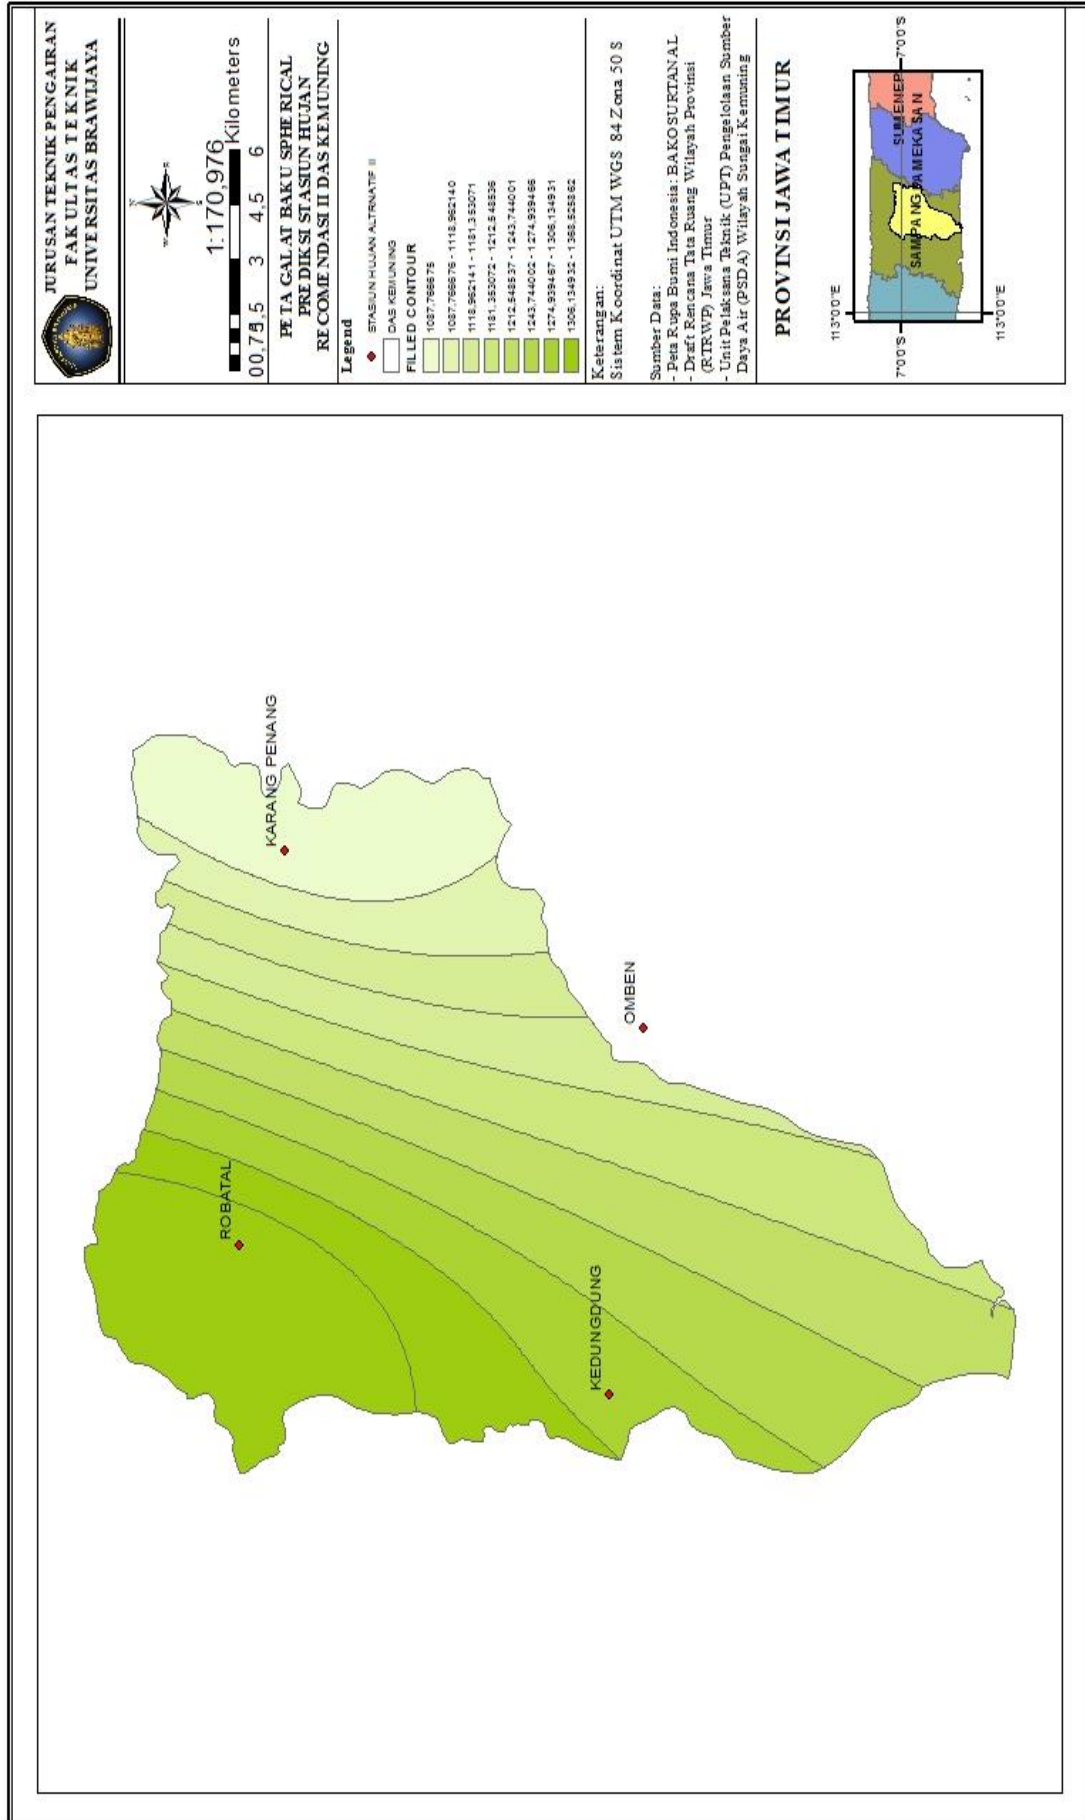 JURUSAN TEKNIK PENGAIRAN
FAKULTAS TEKNIK
UNIVERSITAS BRAWIJAYA
N
E
S
W
1:170,976
Kilometers
0 0,75 1,5 3 4,5 6
PETA GALAT BAKU SPHERICAL
PREDIKSI STASIUN HUJAN
RECOMENDASI II DAS KEMUNING
Legend
STASIUN HUJAN ALTRNATIF II
DAS KEMUNING
FILLED CONTOUR
1087,766675
1087,766676 - 1118,962140
1118,962141 - 1181,353071
1181,353072 - 1212,548536
1212,548537 - 1243,744001
1243,744002 - 1274,939466
1274,939467 - 1306,134931
1306,134932 - 1368,525862
Keterangan:
Sistem Koordinat UTM WGS 84 Zona 50 S
Sumber Data:
- Peta Rupa Bumi Indonesia: BAKOSURTANAL
- Draft Rencana Tata Ruang Wilayah Provinsi
(RTRWP) Jawa Timur
- Unit Pelaksana Teknik (UPT) Pengelolaan Sumber
Daya Air (PSDA) Wilayah Sungai Kemuning
PROVINSI JAWA TIMUR
113°0'0"E
7°0'0"S
SAMPANG
PAMEKASAN
SUMENEP
7°0'0"S
113°0'0"E
ROBATAL
KARANG PENANG
KEDUNGDUNG
OMBEN